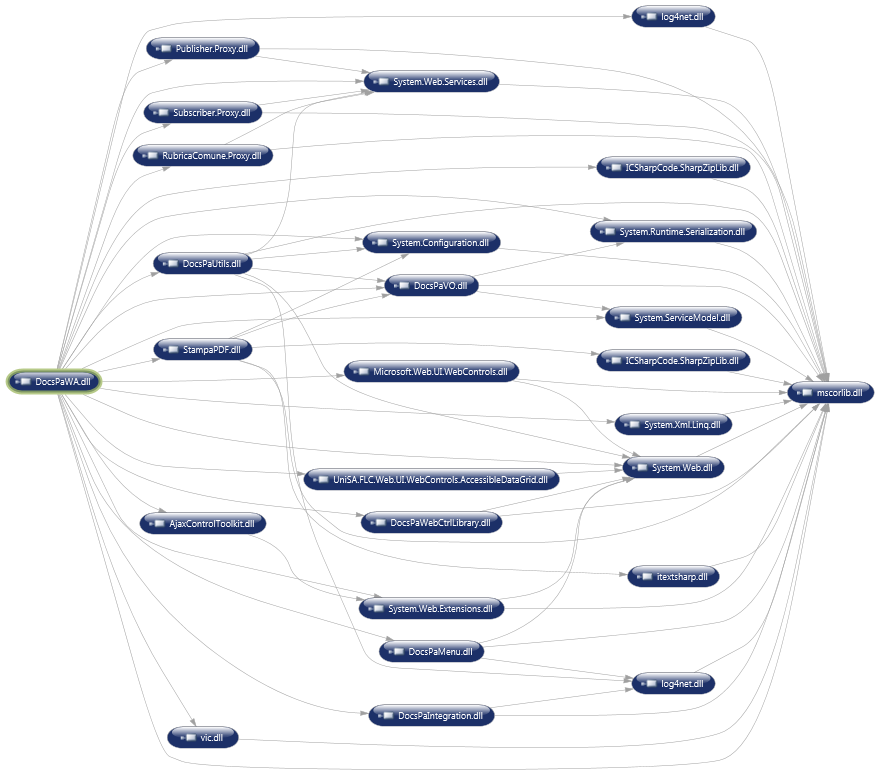 log4net.dll
Publisher.Proxy.dll
System.Web.Services.dll
Subscriber.Proxy.dll
RubricaComune.Proxy.dll
ICSharpCode.SharpZipLib.dll
System.Runtime.Serialization.dll
System.Configuration.dll
DocsPaUtils.dll
DocsPaVO.dll
System.ServiceModel.dll
StampaPDF.dll
ICSharpCode.SharpZipLib.dll
Microsoft.Web.UI.WebControls.dll
DocsPaWA.dll
mscorlib.dll
System.Xml.Linq.dll
System.Web.dll
UniSA.FLC.Web.UI.WebControls.AccessibleDataGrid.dll
AjaxControlToolkit.dll
DocsPaWebCtrlLibrary.dll
itextsharp.dll
System.Web.Extensions.dll
DocsPaMenu.dll
log4net.dll
DocsPaIntegration.dll
vic.dll